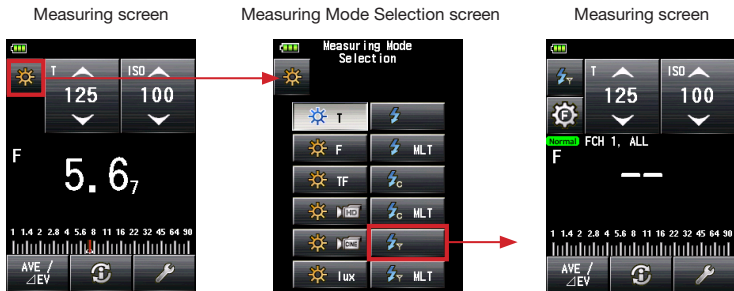 Measuring screen
T
ISO
125
100
F
5.6₇
1 1.4 2 2.8 4 5.6 8 11 16 22 32 45 64 90
AVE /
⊿EV
Measuring Mode Selection screen
Measuring Mode
Selection
T
F
MLT
TF
C
HD
C MLT
CINE
lux
MLT
Measuring screen
T
ISO
125
100
F
Normal FCH 1, ALL
F
--
1 1.4 2 2.8 4 5.6 8 11 16 22 32 45 64 90
AVE /
⊿EV